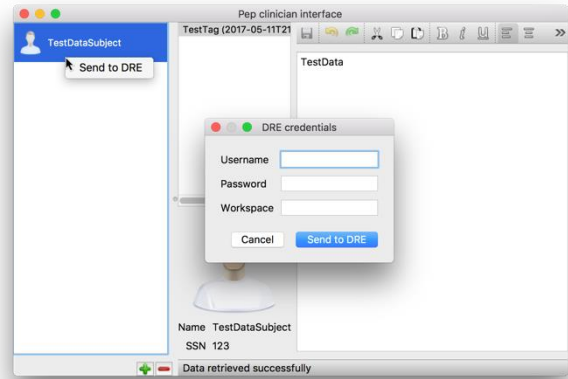 Pep clinician interface
TestDataSubject
Send to DRE
TestTag (2017-05-11T21
B i U
TestData
DRE credentials
Username
Password
Workspace
Cancel Send to DRE
Name TestDataSubject
SSN 123
Data retrieved successfully